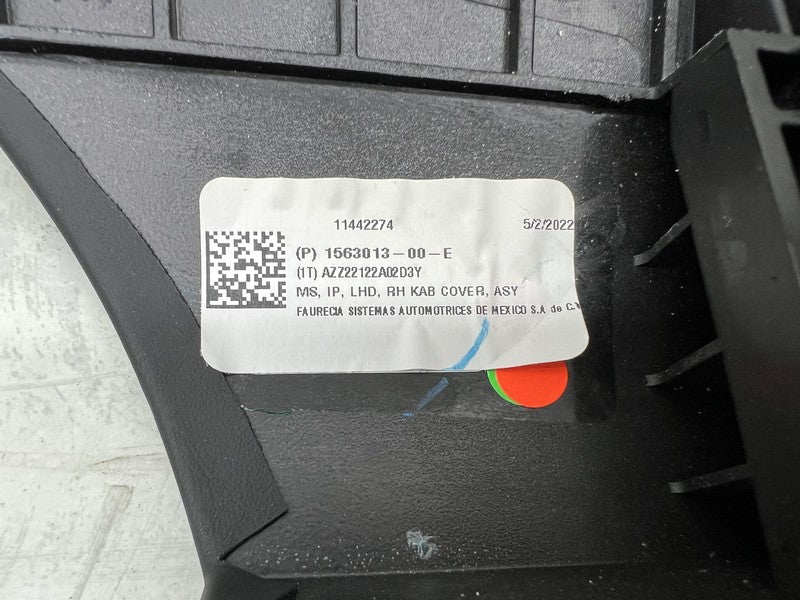 11442274 5/2/2022
(P) 1563013-00-E
(1T) AZZ22122A02D3Y
MS, IP, LHD, RH KAB COVER, ASY
FAURECIA SISTEMAS AUTOMOTRICES DE MEXICO S.A de C.V